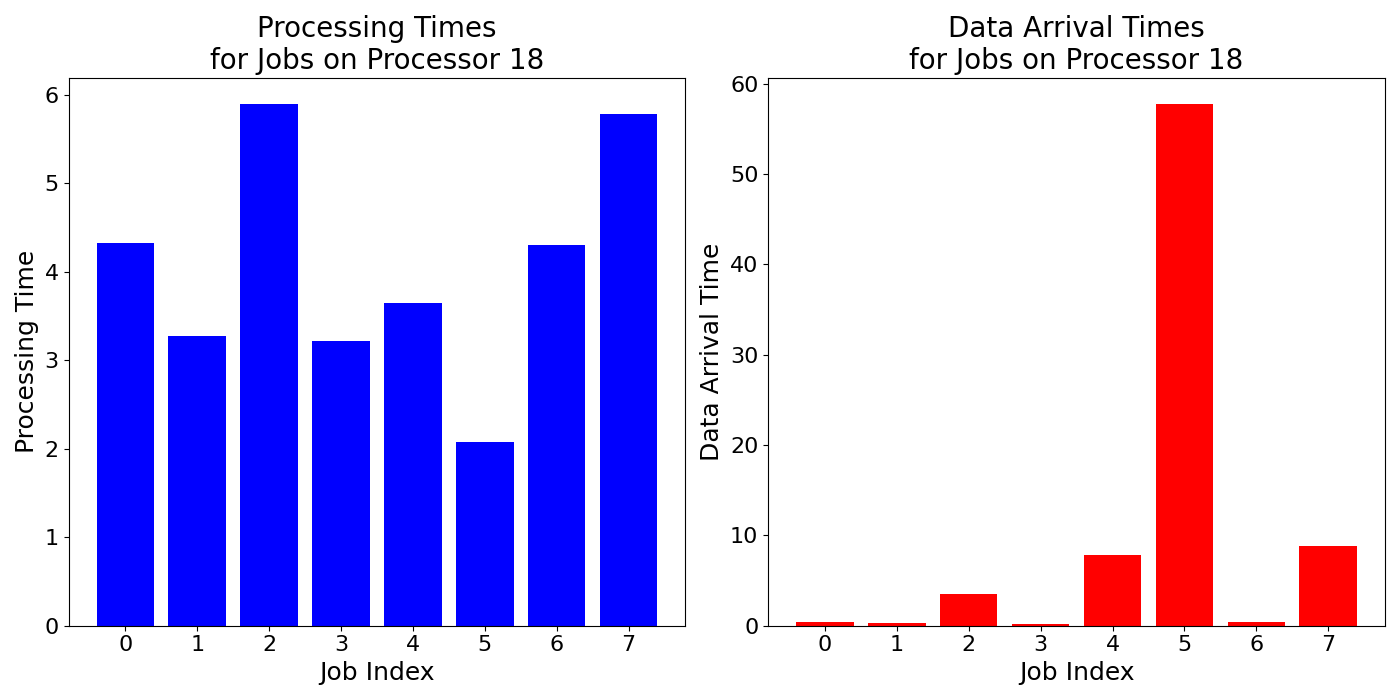 Processing Times
for Jobs on Processor 18
Processing Time
6
5
4
3
2
1
0
0 1 2 3 4 5 6 7
Job Index
Data Arrival Times
for Jobs on Processor 18
Data Arrival Time
60
50
40
30
20
10
0
0 1 2 3 4 5 6 7
Job Index